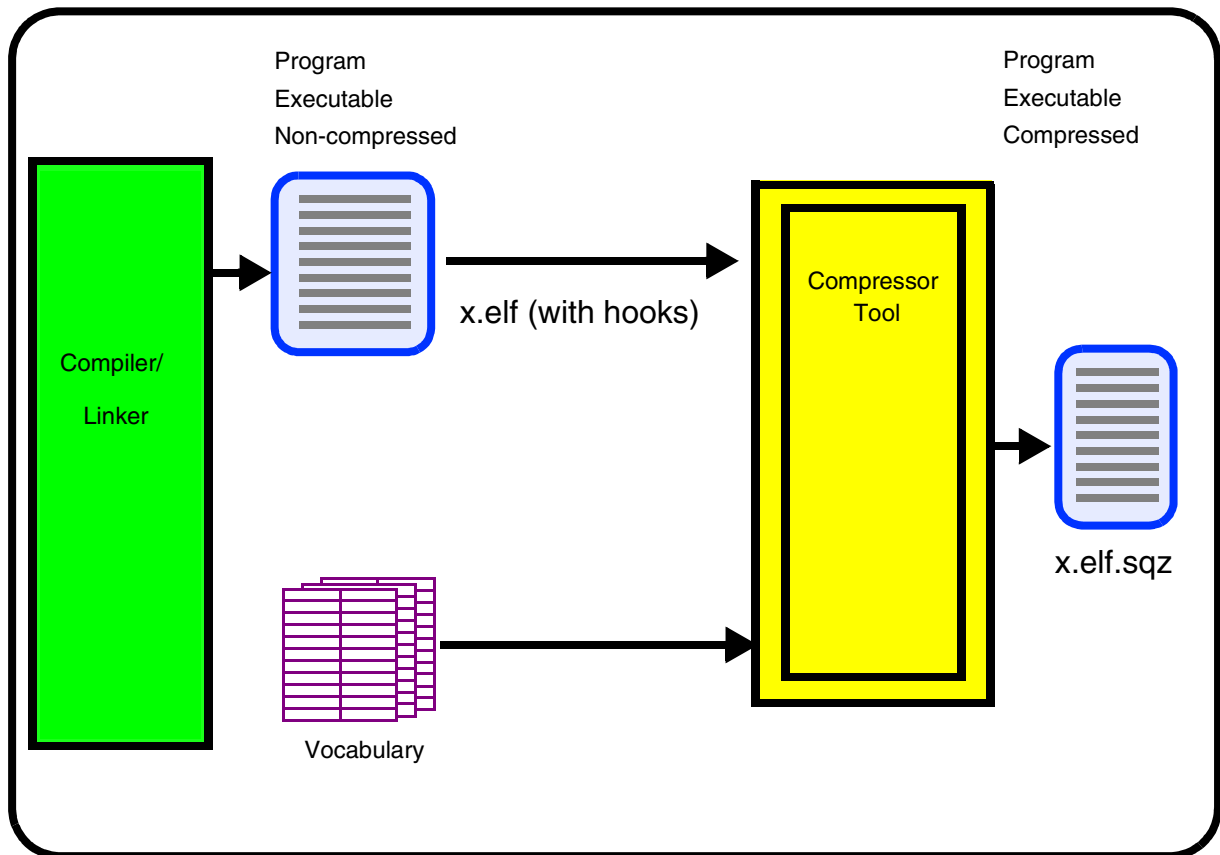 Program
Executable
Non-compressed
Program
Executable
Compressed
Compiler/
Linker
x.elf (with hooks)
Compressor
Tool
x.elf.sqz
Vocabulary